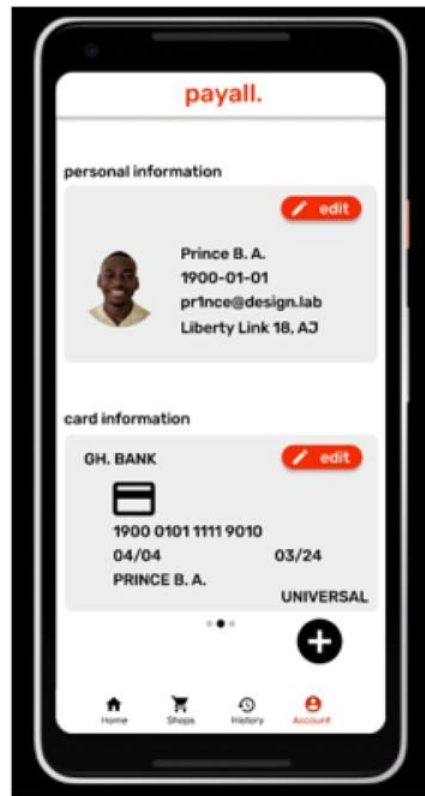 payall.
personal information
edit
Prince B. A.
1900-01-01
pr1nce@design.lab
Liberty Link 18, AJ
card information
GH. BANK
edit
1900 0101 1111 9010
04/04 03/24
PRINCE B. A.
UNIVERSAL
Home Shops History Account